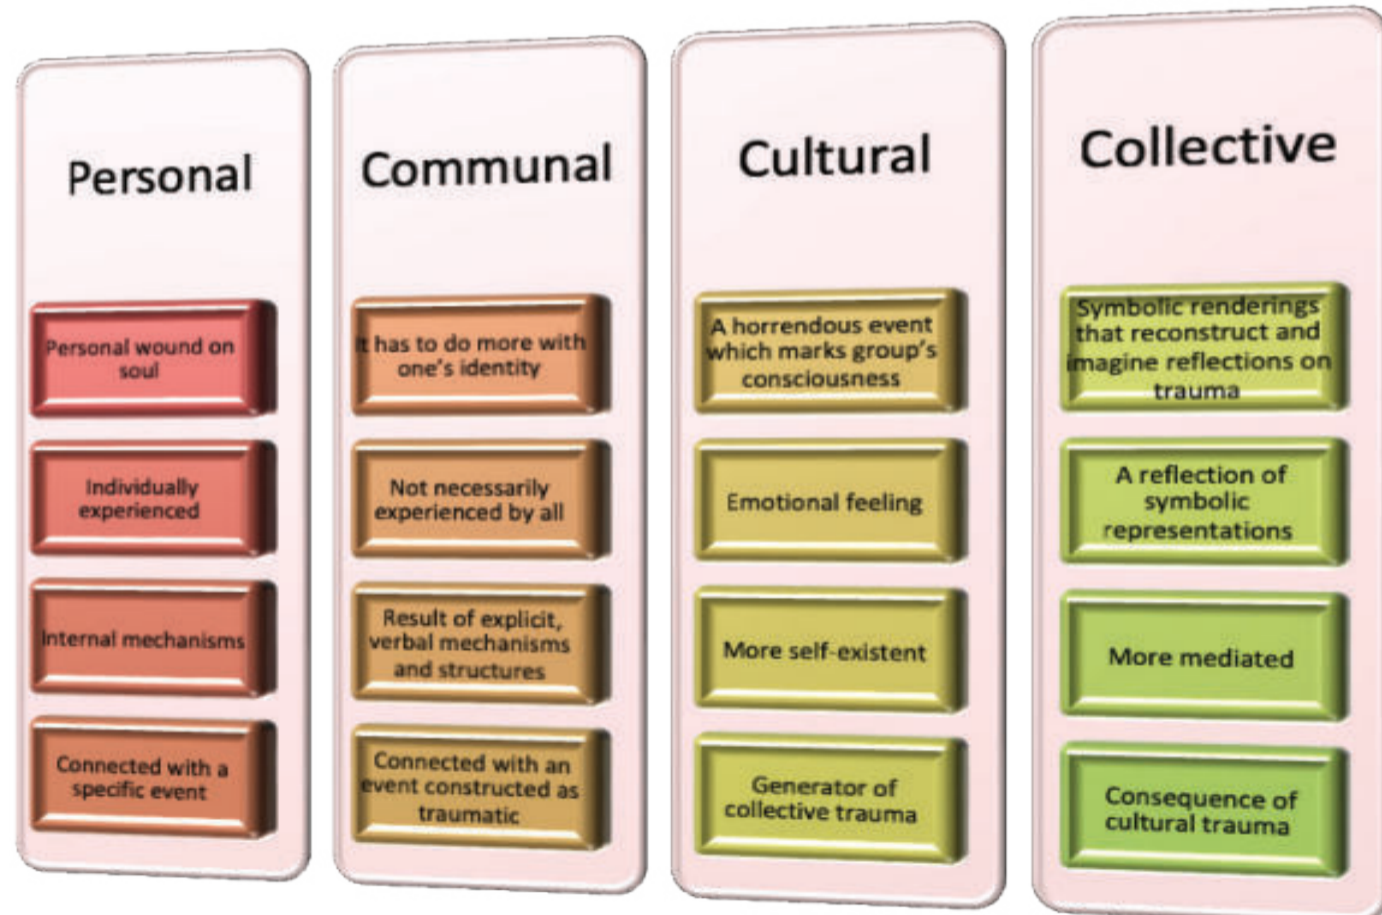 Personal
Personal wound on
soul
Individually
experienced
Internal mechanisms
Connected with a
specific event
Communal
It has to do more with
one's identity
Not necessarily
experienced by all
Result of explicit,
verbal mechanisms
and structures
Connected with an
event constructed as
traumatic
Cultural
A horrendous event
which marks group's
consciousness
Emotional feeling
More self-existent
Generator of
collective trauma
Collective
Symbolic renderings
that reconstruct and
imagine reflections on
trauma
A reflection of
symbolic
representations
More mediated
Consequence of
cultural trauma